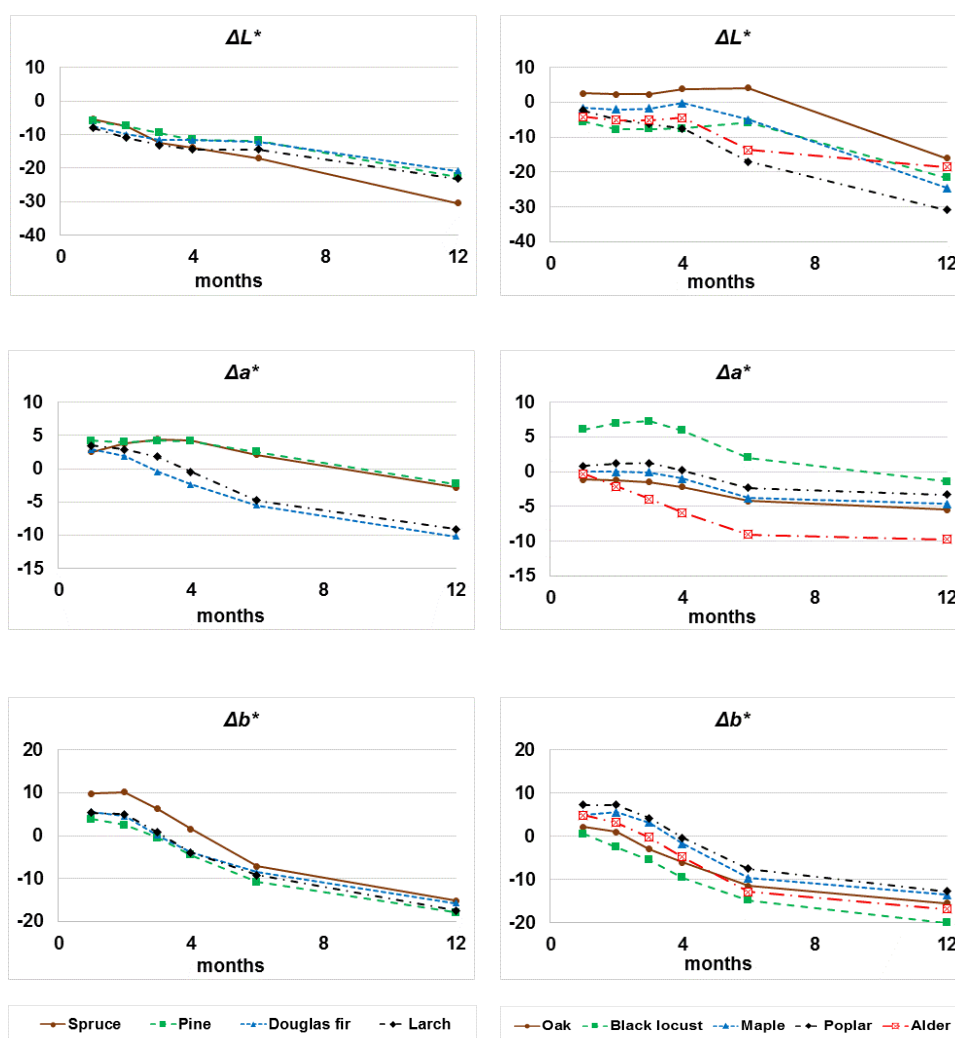 ΔL*
10
0
-10
-20
-30
-40
0 4 8 12
months
ΔL*
10
0
-10
-20
-30
-40
0 4 8 12
months
Δa*
10
5
0
-5
-10
-15
0 4 8 12
months
Δa*
10
5
0
-5
-10
-15
0 4 8 12
months
Δb*
20
10
0
-10
-20
0 4 8 12
months
Δb*
20
10
0
-10
-20
0 4 8 12
months
Spruce Pine Douglas fir Larch
Oak Black locust Maple Poplar Alder